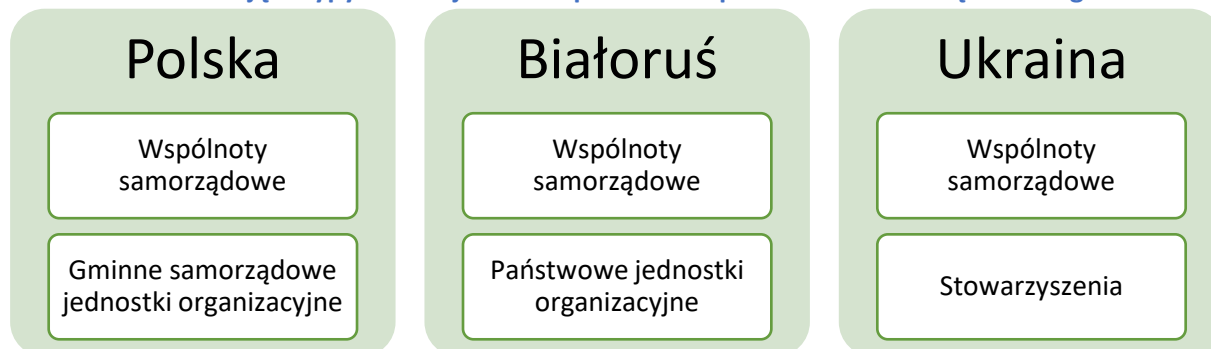 Polska
Wspólnoty
samorządowe
Gminne samorządowe
jednostki organizacyjne
Białoruś
Wspólnoty
samorządowe
Państwowe jednostki
organizacyjne
Ukraina
Wspólnoty
samorządowe
Stowarzyszenia